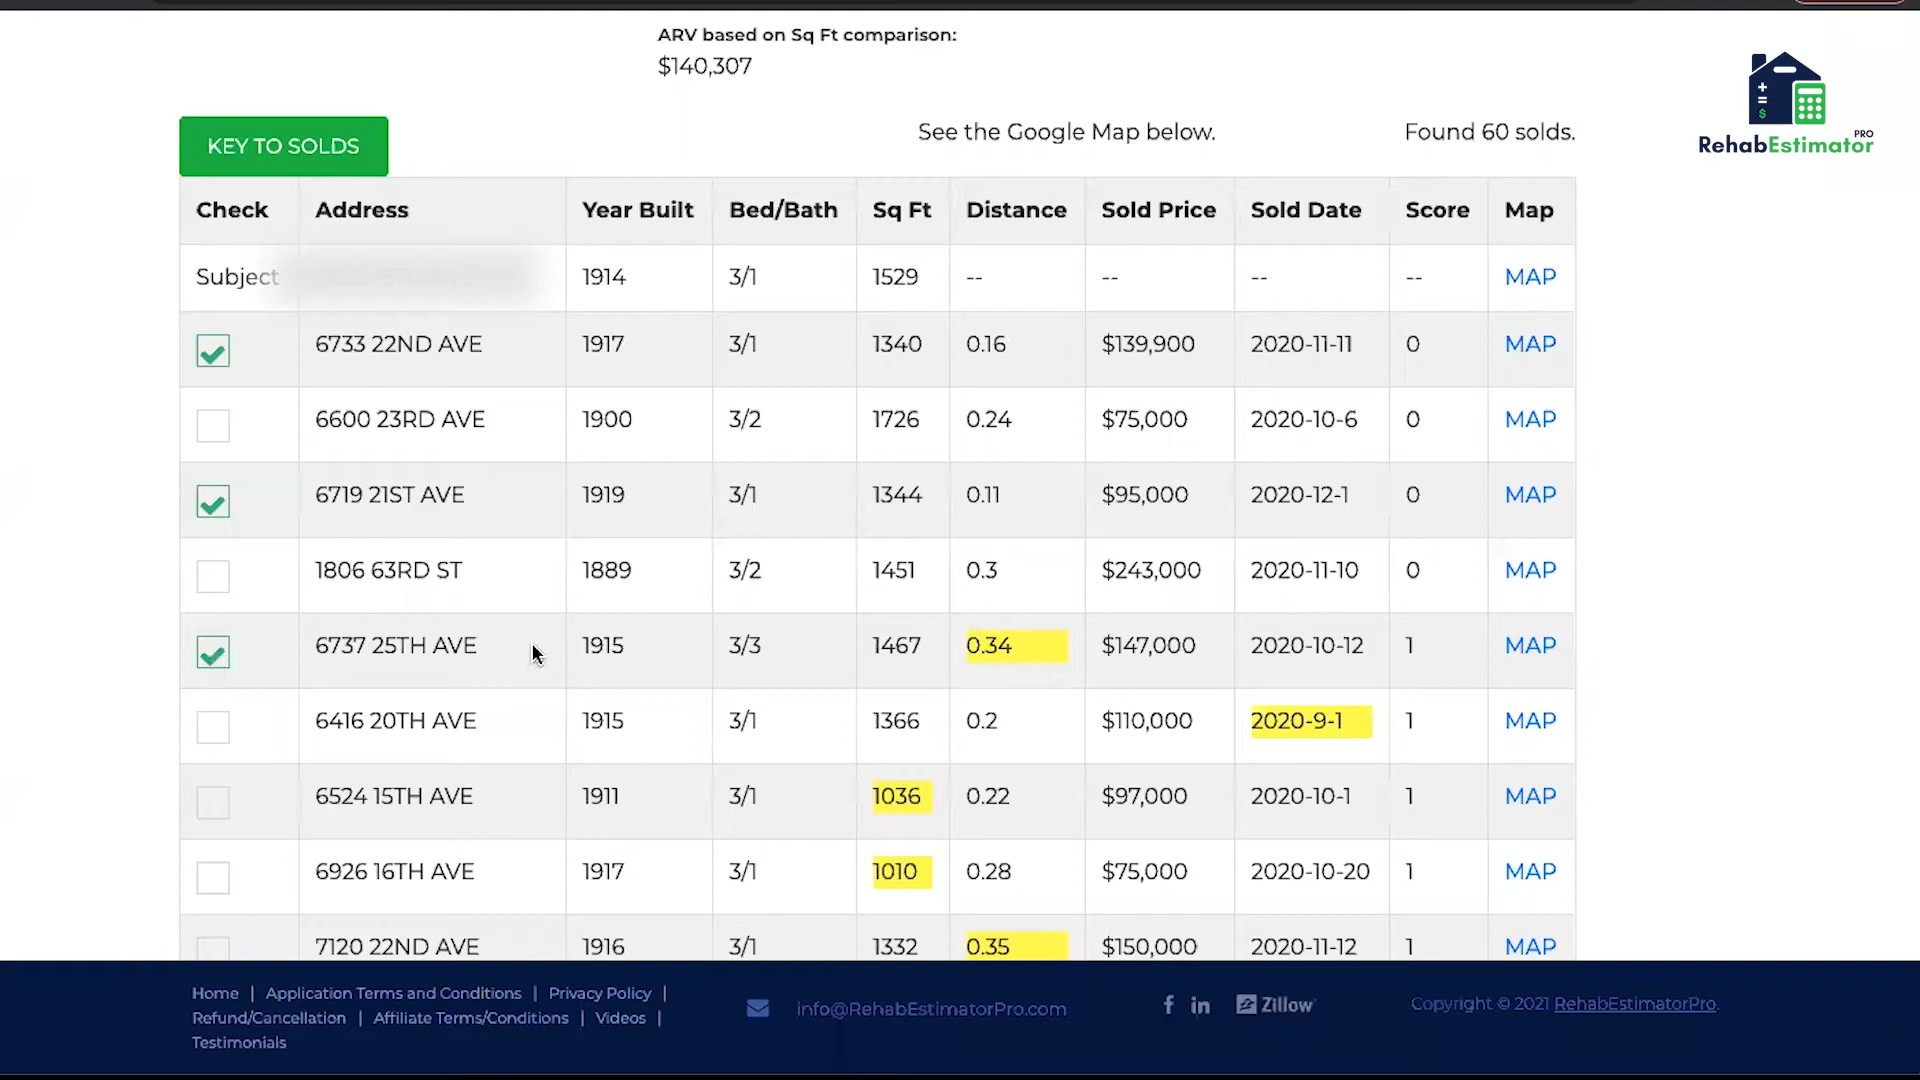 ARV based on Sq Ft comparison:
$140,307
KEY TO SOLDS
See the Google Map below.
Found 60 solds.
RehabEstimator PRO
Check Address Year Built Bed/Bath Sq Ft Distance Sold Price Sold Date Score Map
Subject 1914 3/1 1529 -- -- -- -- MAP
6733 22ND AVE 1917 3/1 1340 0.16 $139,900 2020-11-11 0 MAP
6600 23RD AVE 1900 3/2 1726 0.24 $75,000 2020-10-6 0 MAP
6719 21ST AVE 1919 3/1 1344 0.11 $95,000 2020-12-1 0 MAP
1806 63RD ST 1889 3/2 1451 0.3 $243,000 2020-11-10 0 MAP
6737 25TH AVE 1915 3/3 1467 0.34 $147,000 2020-10-12 1 MAP
6416 20TH AVE 1915 3/1 1366 0.2 $110,000 2020-9-1 1 MAP
6524 15TH AVE 1911 3/1 1036 0.22 $97,000 2020-10-1 1 MAP
6926 16TH AVE 1917 3/1 1010 0.28 $75,000 2020-10-20 1 MAP
7120 22ND AVE 1916 3/1 1332 0.35 $150,000 2020-11-12 1 MAP
Home | Application Terms and Conditions | Privacy Policy |
Refund/Cancellation | Affiliate Terms/Conditions | Videos |
Testimonials
info@RehabEstimatorPro.com
f in Zillow
Copyright © 2021 RehabEstimatorPro.